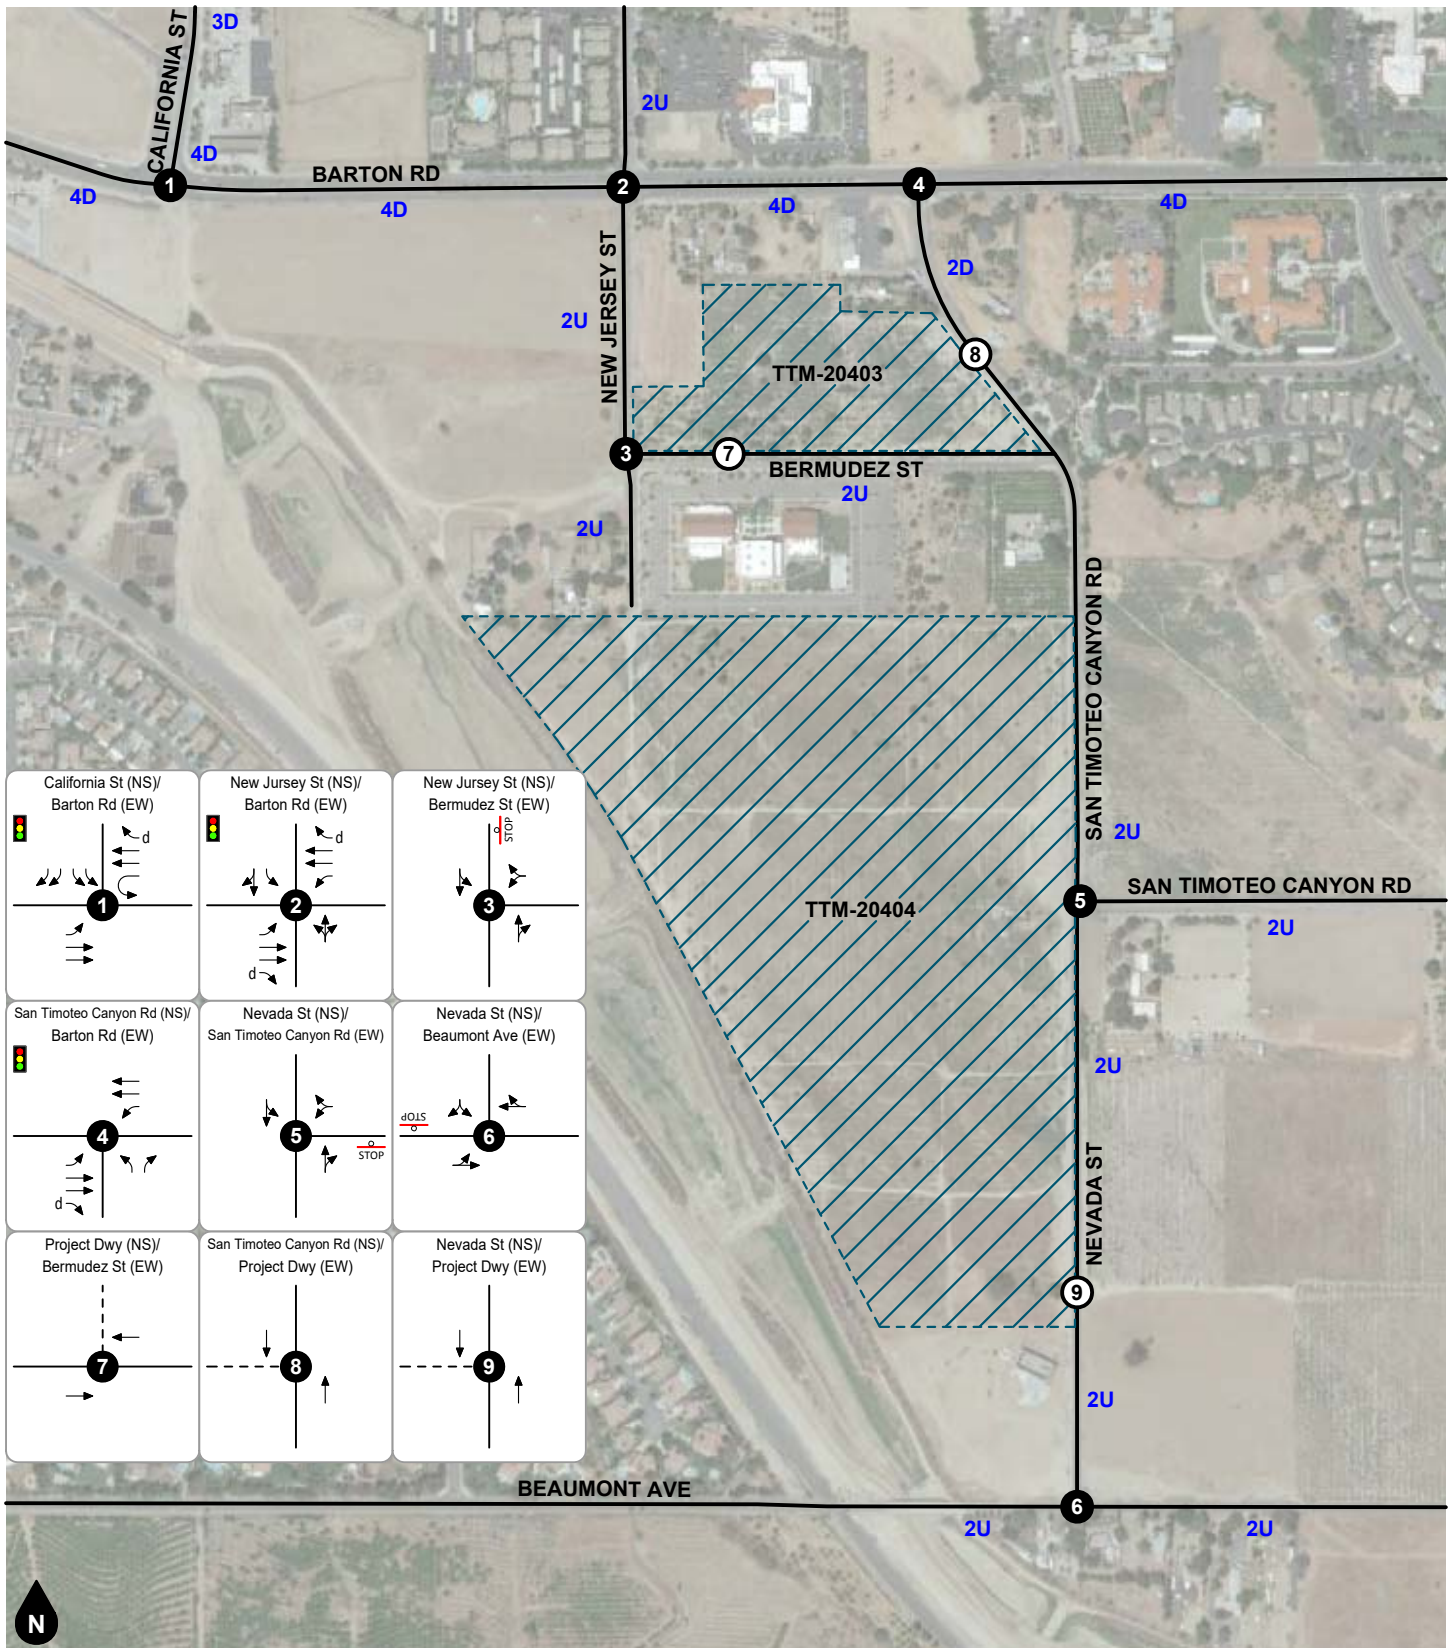 3D
CALIFORNIA ST
2U
4D
BARTON RD
1
2
4
4D
4D
4D
4D
NEW JERSEY ST
2D
2U
8
TTM-20403
3
7
BERMUDEZ ST
2U
2U
SAN TIMOTEO CANYON RD
2U
SAN TIMOTEO CANYON RD
5
TTM-20404
2U
2U
NEVADA ST
9
2U
BEAUMONT AVE
6
2U
2U
California St (NS)/
Barton Rd (EW)
d
1
New Jursey St (NS)/
Barton Rd (EW)
d
2
d
New Jursey St (NS)/
Bermudez St (EW)
STOP
3
San Timoteo Canyon Rd (NS)/
Barton Rd (EW)
4
d
Nevada St (NS)/
San Timoteo Canyon Rd (EW)
5
STOP
Nevada St (NS)/
Beaumont Ave (EW)
STOP
6
Project Dwy (NS)/
Bermudez St (EW)
7
San Timoteo Canyon Rd (NS)/
Project Dwy (EW)
8
Nevada St (NS)/
Project Dwy (EW)
9
N